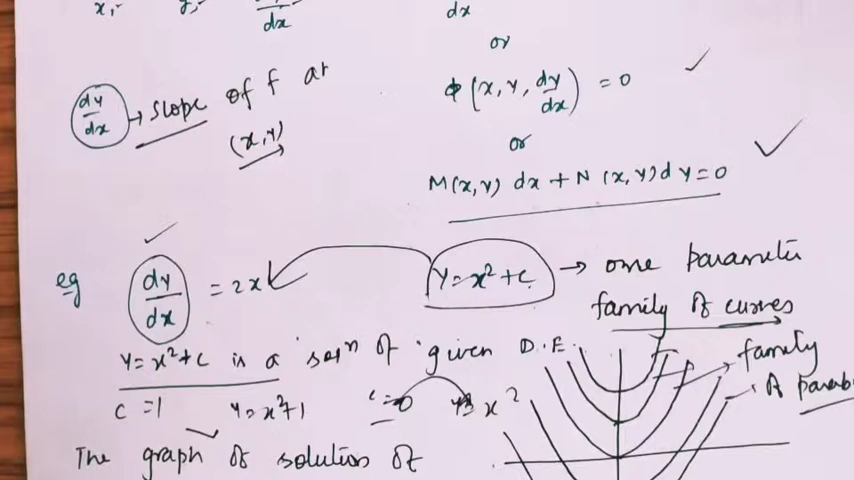 dy/dx dx
or
dy/dx → slope of f at
(x,y)
Φ(x, y, dy/dx) = 0
or
M(x,y) dx + N(x,y) dy = 0
eg dy/dx = 2x
y = x² + c → one parameter
family of curves
y = x² + c is a solⁿ of given D.E.
family
of parab
c = 1 y = x² + 1 c = 0 y = x²
The graph of solution of